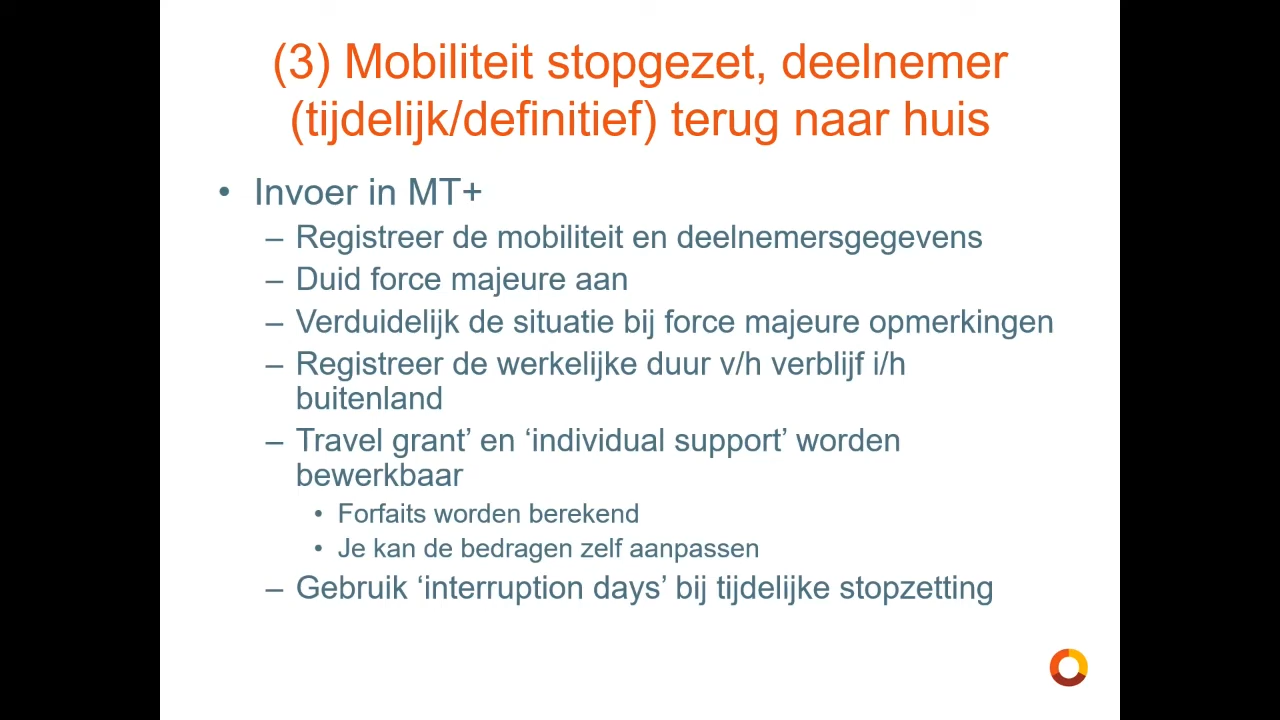 (3) Mobiliteit stopgezet, deelnemer
(tijdelijk/definitief) terug naar huis
• Invoer in MT+
– Registreer de mobiliteit en deelnemersgegevens
– Duid force majeure aan
– Verduidelijk de situatie bij force majeure opmerkingen
– Registreer de werkelijke duur v/h verblijf i/h
buitenland
– Travel grant’ en ‘individual support’ worden
bewerkbaar
• Forfaits worden berekend
• Je kan de bedragen zelf aanpassen
– Gebruik ‘interruption days’ bij tijdelijke stopzetting